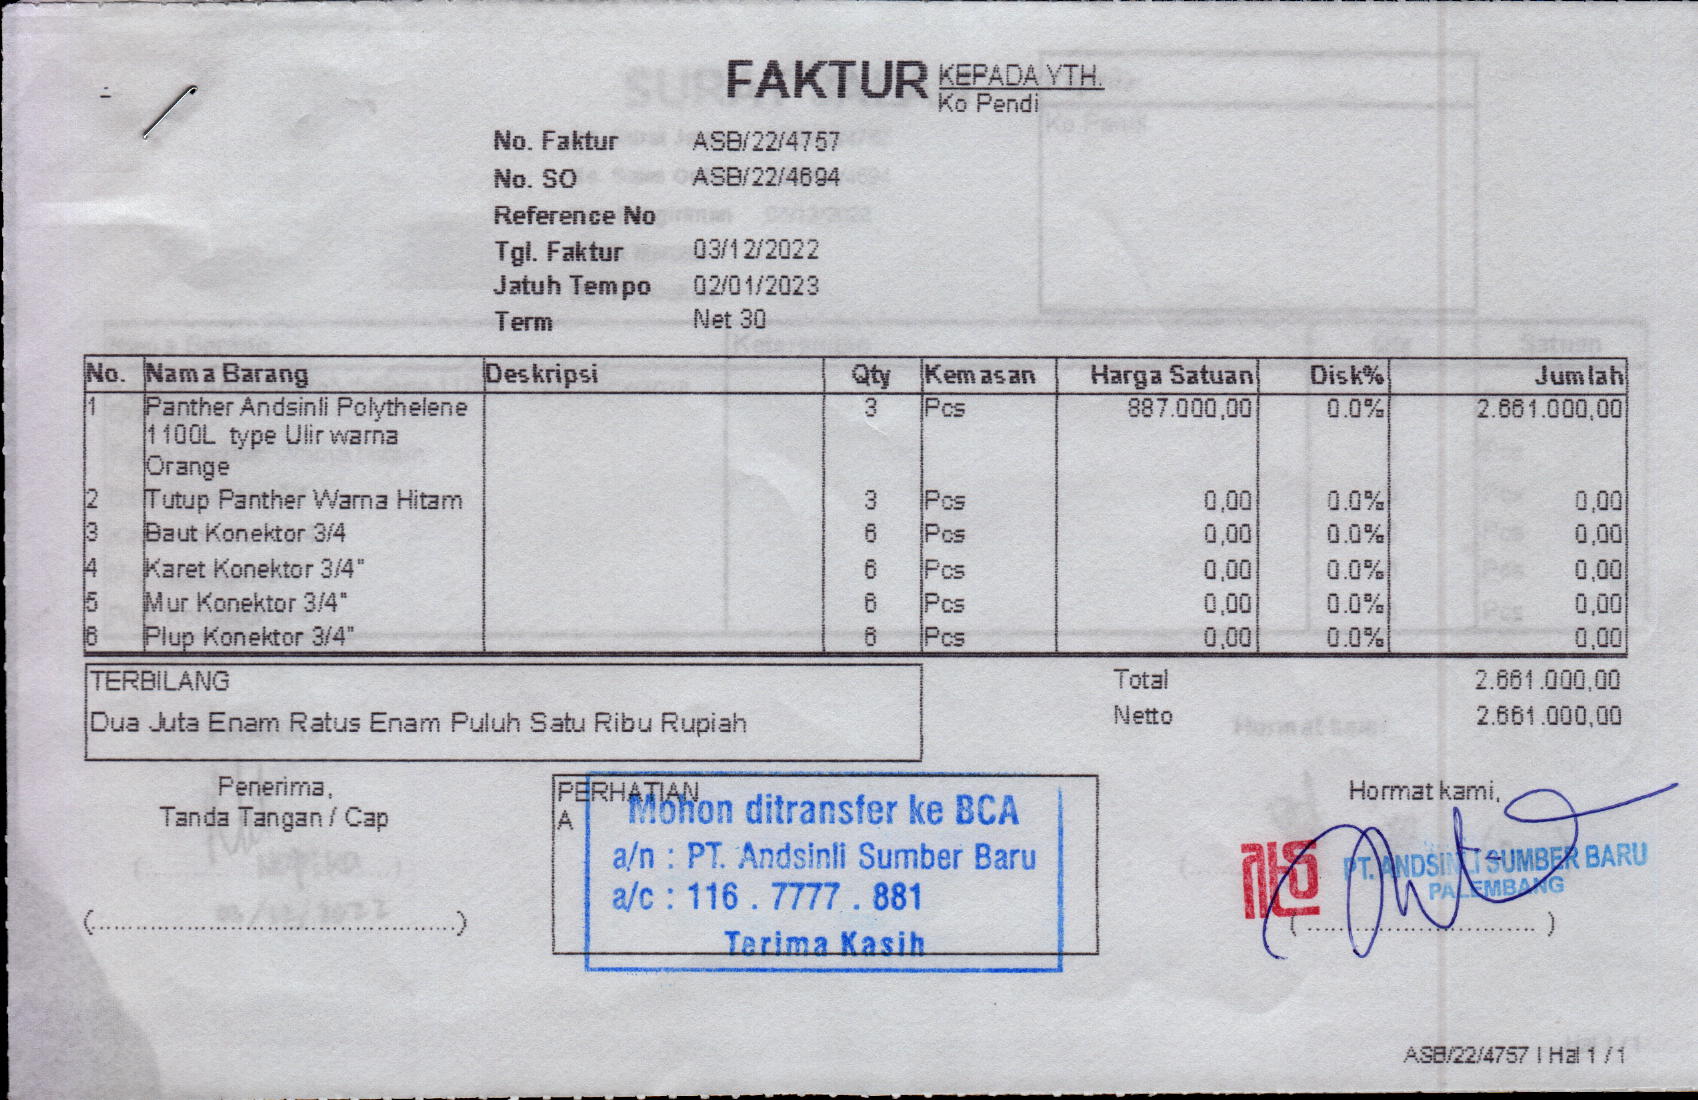 FAKTUR
KEPADA YTH.
Ko Pendi
No. Faktur ASB/22/4757
No. SO ASB/22/4694
Reference No
Tgl. Faktur 03/12/2022
Jatuh Tempo 02/01/2023
Term Net 30
No. Nama Barang Deskripsi Qty Kemasan Harga Satuan Disk% Jumlah
1 Panther Andsinli Polythelene 3 Pcs 887.000,00 0.0% 2.661.000,00
1100L type Ulir warna
Orange
2 Tutup Panther Warna Hitam 3 Pcs 0,00 0.0% 0,00
3 Baut Konektor 3/4 6 Pcs 0,00 0.0% 0,00
4 Karet Konektor 3/4" 6 Pcs 0,00 0.0% 0,00
5 Mur Konektor 3/4" 6 Pcs 0,00 0.0% 0,00
6 Plup Konektor 3/4" 6 Pcs 0,00 0.0% 0,00
TERBILANG
Dua Juta Enam Ratus Enam Puluh Satu Ribu Rupiah
Total 2.661.000,00
Netto 2.661.000,00
Penerima,
Tanda Tangan / Cap
(..................................................)
PERHATIAN
A
Mohon ditransfer ke BCA
a/n : PT. Andsinli Sumber Baru
a/c : 116 . 7777 . 881
Terima Kasih
Hormat kami,
PT. ANDSINLI SUMBER BARU
PALEMBANG
( ............................... )
ASB/22/4757 | Hal 1 / 1